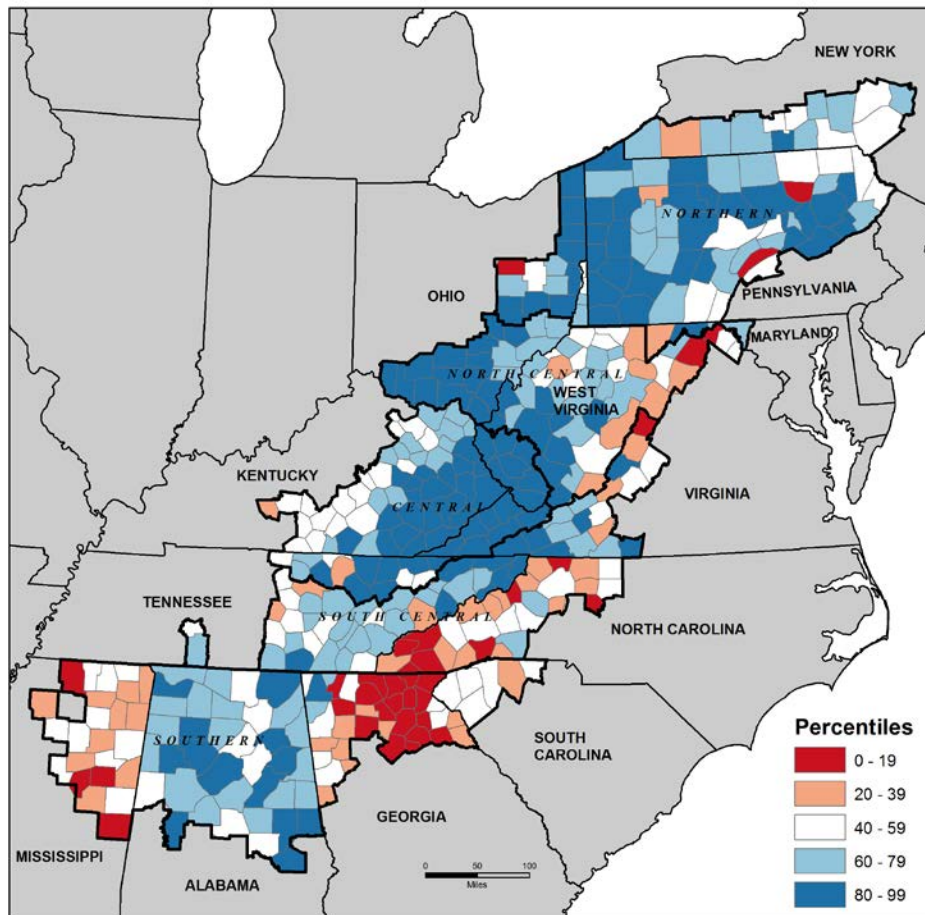 NEW YORK
NORTHERN
PENNSYLVANIA
OHIO
MARYLAND
NORTH CENTRAL
WEST
VIRGINIA
KENTUCKY
VIRGINIA
CENTRAL
TENNESSEE
SOUTH CENTRAL
NORTH CAROLINA
SOUTHERN
SOUTH
CAROLINA
GEORGIA
MISSISSIPPI
ALABAMA
0 50 100
Miles
Percentiles
0 - 19
20 - 39
40 - 59
60 - 79
80 - 99